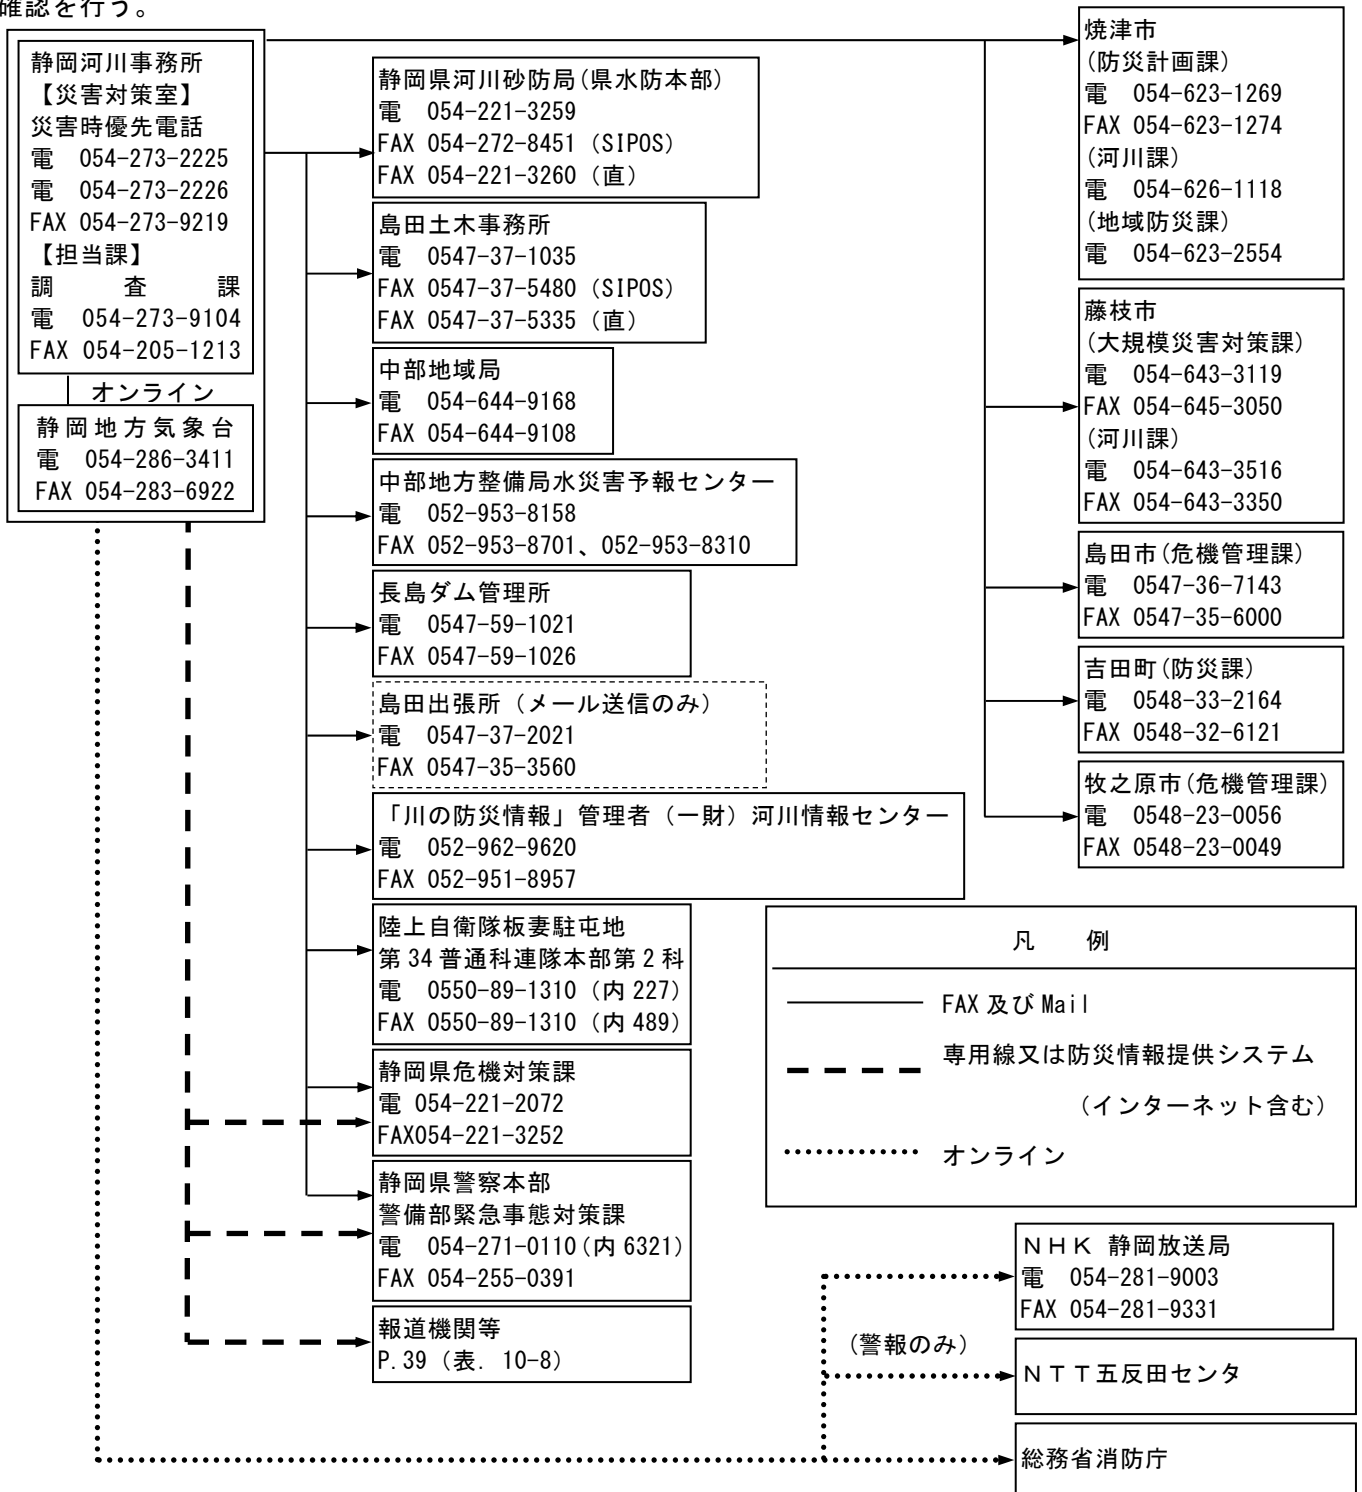 確認を行う。
静岡河川事務所
【災害対策室】
災害時優先電話
電 054-273-2225
電 054-273-2226
FAX 054-273-9219
【担当課】
調 査 課
電 054-273-9104
FAX 054-205-1213
オンライン
静岡地方気象台
電 054-286-3411
FAX 054-283-6922
静岡県河川砂防局(県水防本部)
電 054-221-3259
FAX 054-272-8451 (SIPOS)
FAX 054-221-3260 (直)
島田土木事務所
電 0547-37-1035
FAX 0547-37-5480 (SIPOS)
FAX 0547-37-5335 (直)
中部地域局
電 054-644-9168
FAX 054-644-9108
中部地方整備局水災害予報センター
電 052-953-8158
FAX 052-953-8701、052-953-8310
長島ダム管理所
電 0547-59-1021
FAX 0547-59-1026
島田出張所(メール送信のみ)
電 0547-37-2021
FAX 0547-35-3560
「川の防災情報」管理者(一財)河川情報センター
電 052-962-9620
FAX 052-951-8957
陸上自衛隊板妻駐屯地
第34普通科連隊本部第2科
電 0550-89-1310(内227)
FAX 0550-89-1310(内489)
静岡県危機対策課
電 054-221-2072
FAX054-221-3252
静岡県警察本部
警備部緊急事態対策課
電 054-271-0110(内6321)
FAX 054-255-0391
報道機関等
P.39(表. 10-8)
焼津市
(防災計画課)
電 054-623-1269
FAX 054-623-1274
(河川課)
電 054-626-1118
(地域防災課)
電 054-623-2554
藤枝市
(大規模災害対策課)
電 054-643-3119
FAX 054-645-3050
(河川課)
電 054-643-3516
FAX 054-643-3350
島田市(危機管理課)
電 0547-36-7143
FAX 0547-35-6000
吉田町(防災課)
電 0548-33-2164
FAX 0548-32-6121
牧之原市(危機管理課)
電 0548-23-0056
FAX 0548-23-0049
凡 例
FAX及びMail
専用線又は防災情報提供システム
(インターネット含む)
オンライン
NHK 静岡放送局
電 054-281-9003
FAX 054-281-9331
(警報のみ)
NTT五反田センタ
総務省消防庁